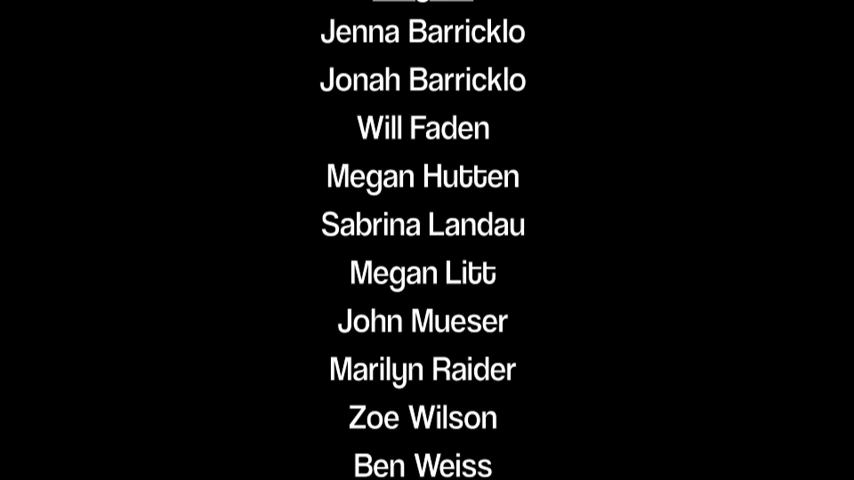 Jenna Barricklo
Jonah Barricklo
Will Faden
Megan Hutten
Sabrina Landau
Megan Litt
John Mueser
Marilyn Raider
Zoe Wilson
Ben Weiss